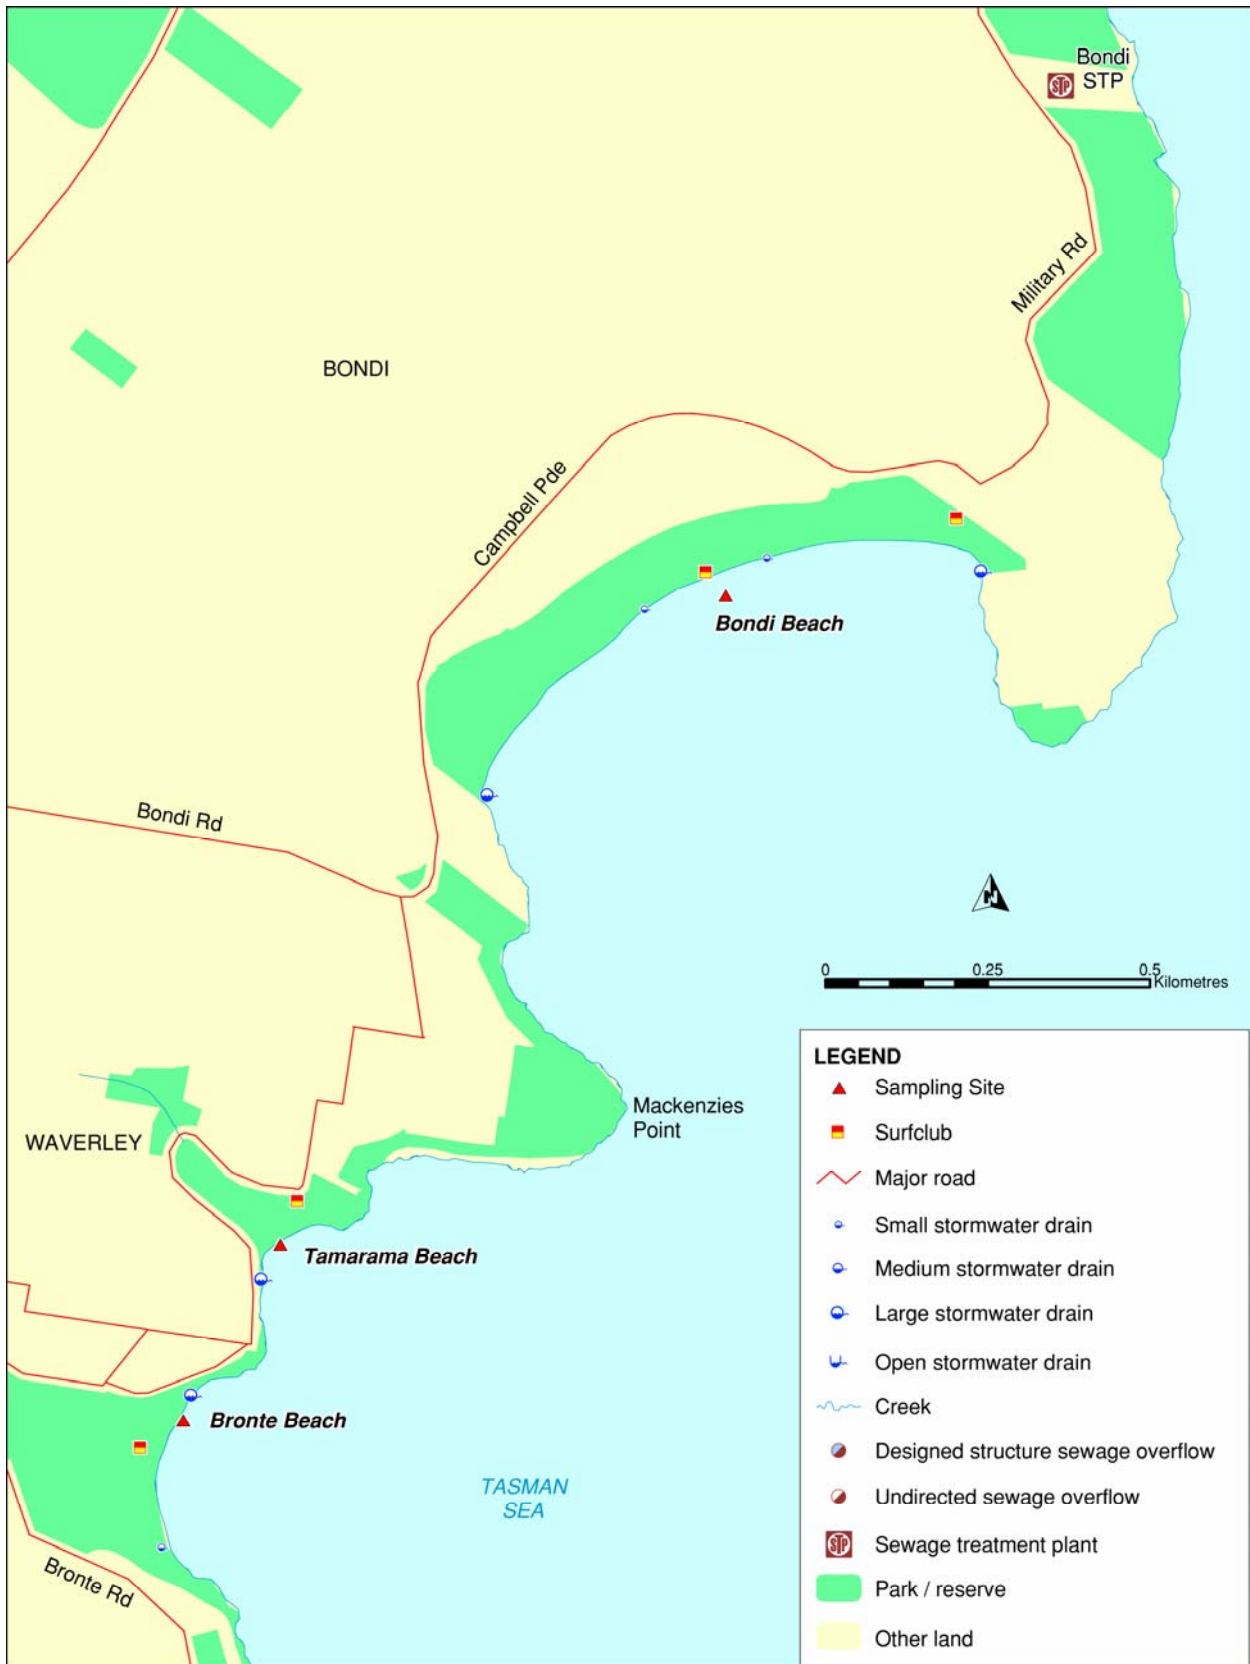 Bondi
STP
STP
Military Rd
BONDI
Campbell Pde
Bondi Beach
Bondi Rd
N
0 0.25 0.5
Kilometres
Mackenzies
Point
WAVERLEY
Tamarama Beach
Bronte Beach
TASMAN
SEA
Bronte Rd
LEGEND
Sampling Site
Surfclub
Major road
Small stormwater drain
Medium stormwater drain
Large stormwater drain
Open stormwater drain
Creek
Designed structure sewage overflow
Undirected sewage overflow
STP
Sewage treatment plant
Park / reserve
Other land